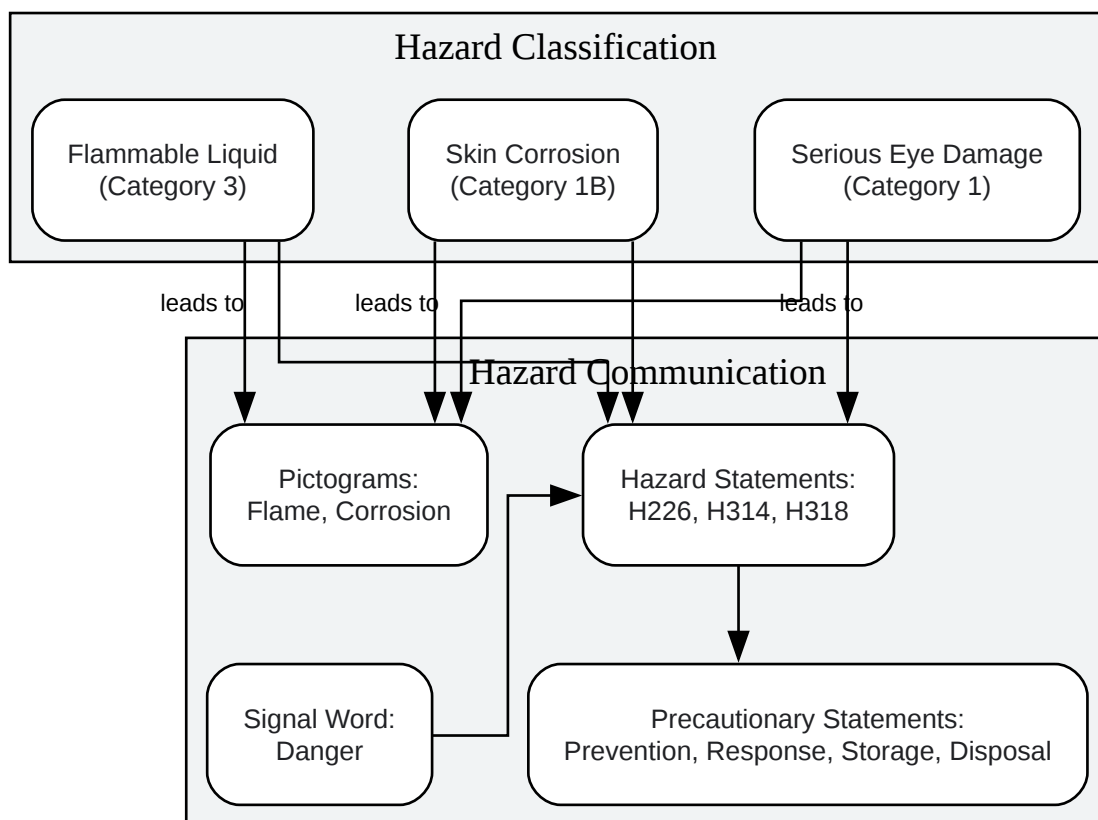 Hazard Classification
Flammable Liquid
(Category 3)
Skin Corrosion
(Category 1B)
Serious Eye Damage
(Category 1)
leads to
leads to
leads to
Hazard Communication
Pictograms:
Flame, Corrosion
Hazard Statements:
H226, H314, H318
Signal Word:
Danger
Precautionary Statements:
Prevention, Response, Storage, Disposal